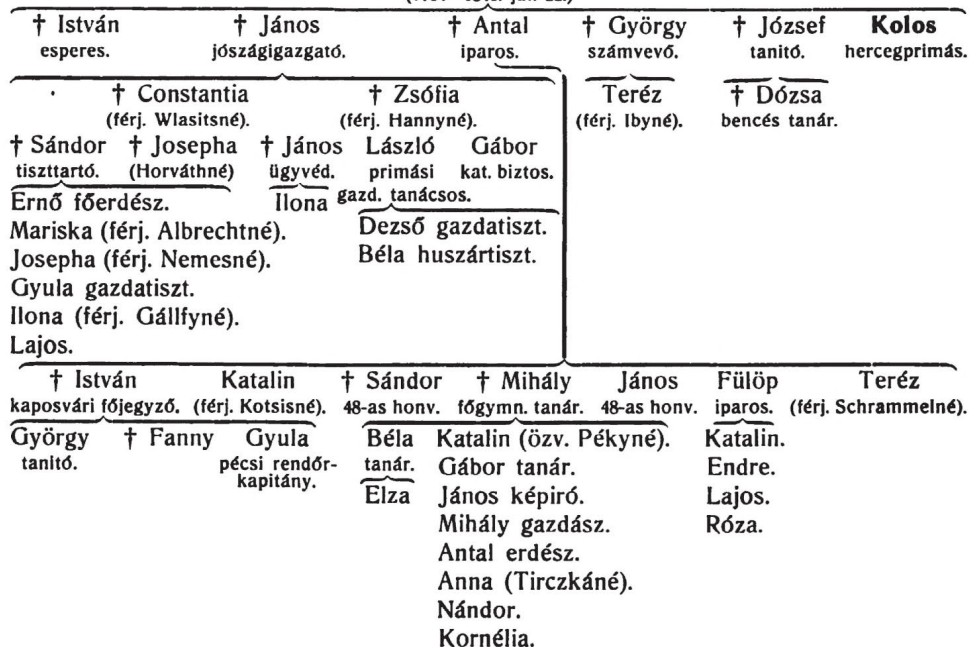 † István † János † Antal † György † József Kolos
esperes. jószágigazgató. iparos. számvevő. tanitó. hercegprimás.
† Constantia † Zsófia Teréz † Dózsa
(férj. Wlasitsné). (férj. Hannyné). (férj. Ibyné). bencés tanár.
† Sándor † Josepha † János László Gábor
tiszttartó. (Horváthné) ügyvéd. primási kat. biztos.
Ernő főerdész. Ilona gazd. tanácsos.
Mariska (férj. Albrechtné). Dezső gazdatiszt.
Josepha (férj. Nemesné). Béla huszártiszt.
Gyula gazdatiszt.
Ilona (férj. Gállfyné).
Lajos.
† István Katalin † Sándor † Mihály János Fülöp Teréz
kaposvári főjegyző. (férj. Kotsisné). 48-as honv. főgymn. tanár. 48-as honv. iparos. (férj. Schrammelné).
György † Fanny Gyula Béla Katalin (özv. Pékyné). Katalin.
tanitó. pécsi rendőr- tanár. Gábor tanár. Endre.
kapitány. Elza János képiró. Lajos.
Mihály gazdász. Róza.
Antal erdész.
Anna (Tirczkáné).
Nándor.
Kornélia.